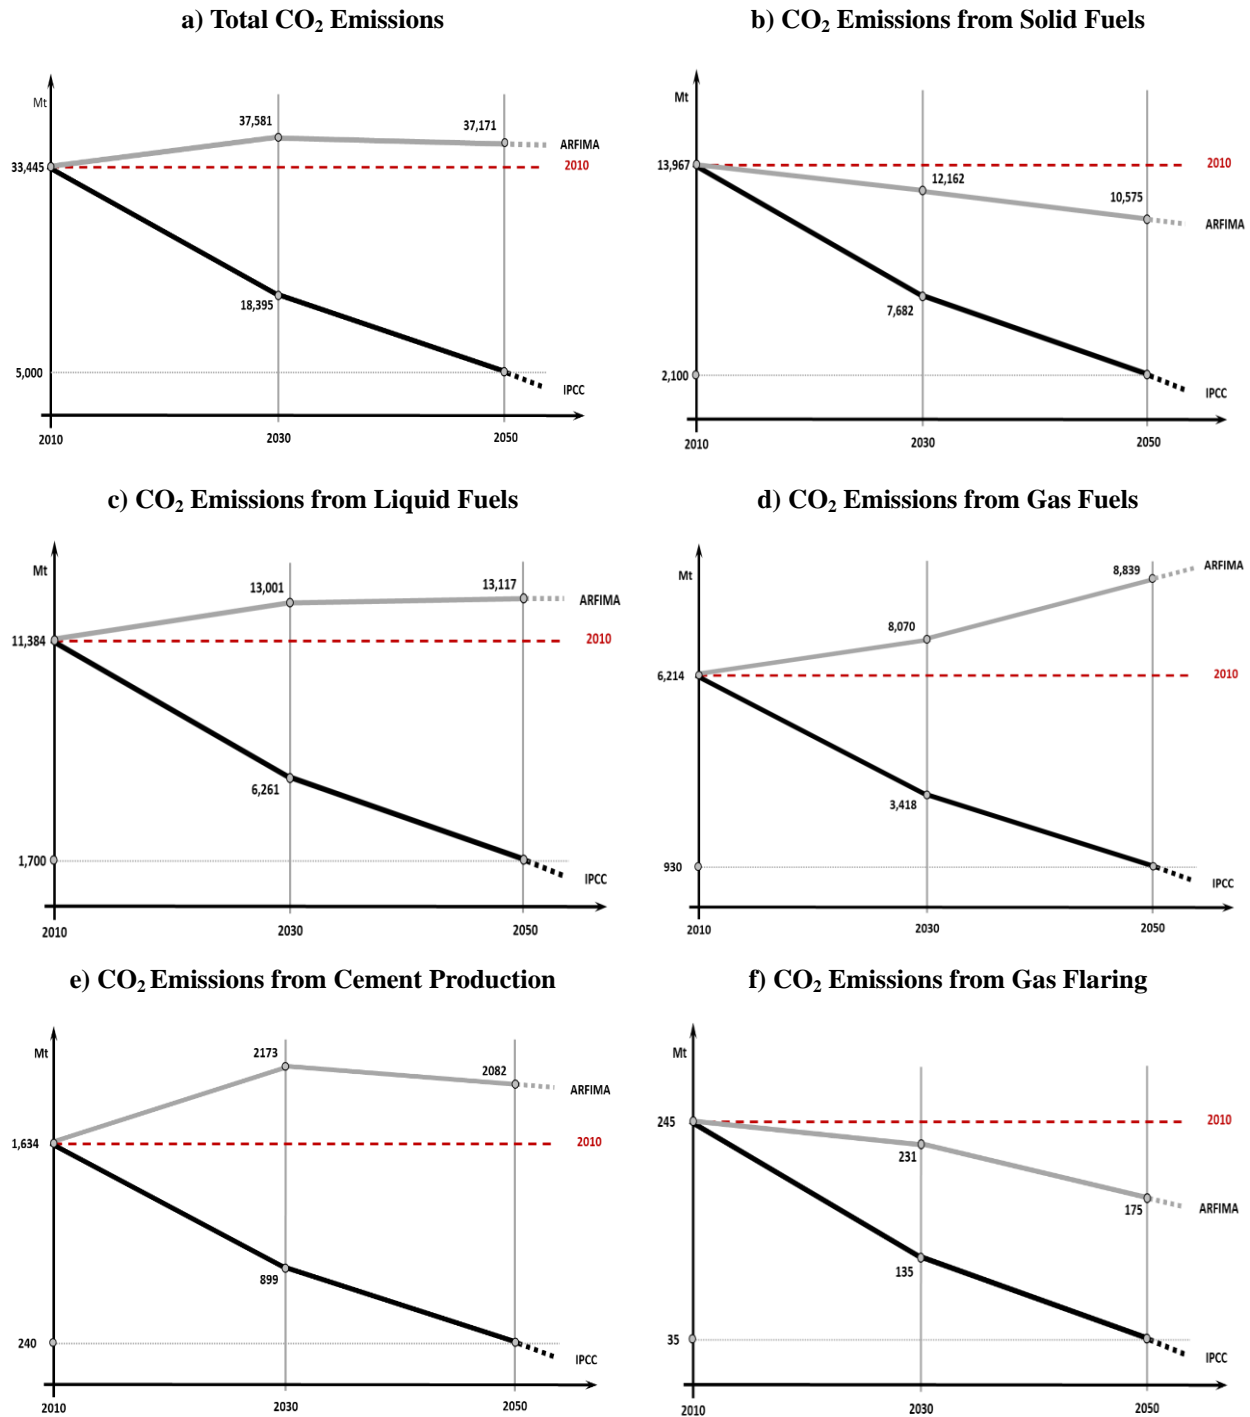 a) Total CO₂ Emissions
Mt
37,581
37,171
ARFIMA
33,445
2010
18,395
5,000
IPCC
2010
2030
2050
b) CO₂ Emissions from Solid Fuels
Mt
13,967
2010
12,162
10,575
ARFIMA
7,682
2,100
IPCC
2010
2030
2050
c) CO₂ Emissions from Liquid Fuels
Mt
13,001
13,117
ARFIMA
11,384
2010
6,261
1,700
IPCC
2010
2030
2050
d) CO₂ Emissions from Gas Fuels
Mt
8,839
ARFIMA
8,070
6,214
2010
3,418
930
IPCC
2010
2030
2050
e) CO₂ Emissions from Cement Production
Mt
2173
2082
ARFIMA
1,634
2010
899
240
IPCC
2010
2030
2050
f) CO₂ Emissions from Gas Flaring
Mt
245
2010
231
175
ARFIMA
135
35
IPCC
2010
2030
2050